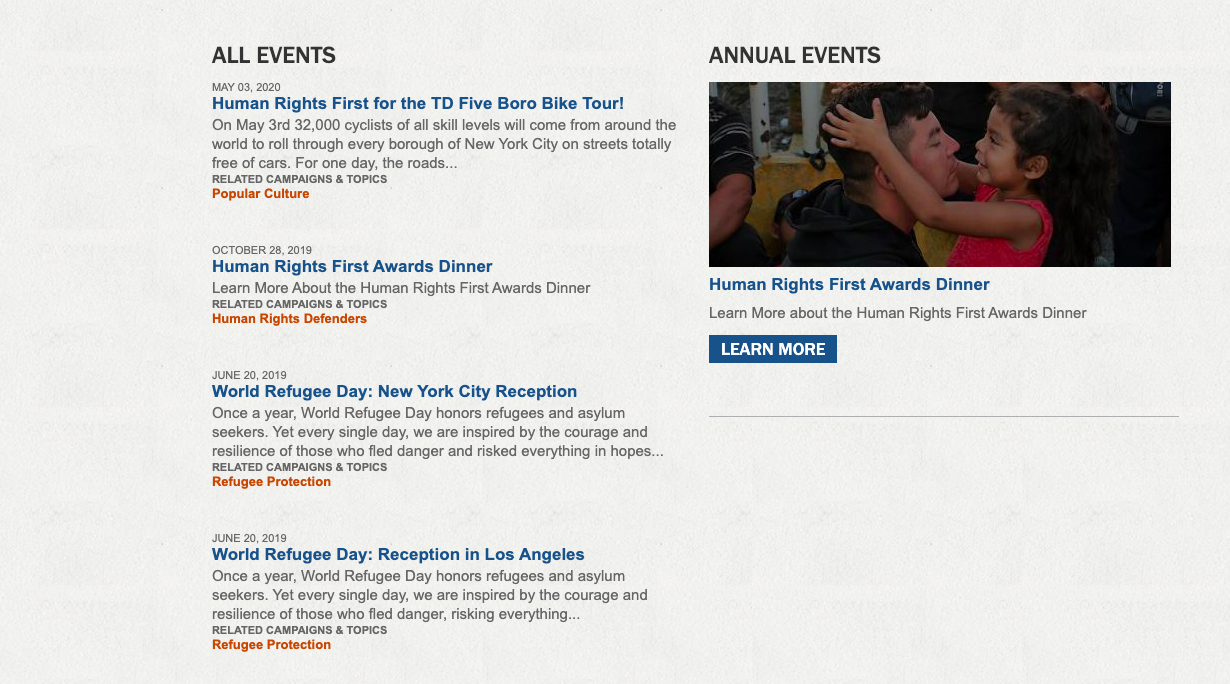 ALL EVENTS
MAY 03, 2020
Human Rights First for the TD Five Boro Bike Tour!
On May 3rd 32,000 cyclists of all skill levels will come from around the
world to roll through every borough of New York City on streets totally
free of cars. For one day, the roads...
RELATED CAMPAIGNS & TOPICS
Popular Culture
OCTOBER 28, 2019
Human Rights First Awards Dinner
Learn More About the Human Rights First Awards Dinner
RELATED CAMPAIGNS & TOPICS
Human Rights Defenders
JUNE 20, 2019
World Refugee Day: New York City Reception
Once a year, World Refugee Day honors refugees and asylum
seekers. Yet every single day, we are inspired by the courage and
resilience of those who fled danger and risked everything in hopes...
RELATED CAMPAIGNS & TOPICS
Refugee Protection
JUNE 20, 2019
World Refugee Day: Reception in Los Angeles
Once a year, World Refugee Day honors refugees and asylum
seekers. Yet every single day, we are inspired by the courage and
resilience of those who fled danger, risking everything...
RELATED CAMPAIGNS & TOPICS
Refugee Protection
ANNUAL EVENTS
Human Rights First Awards Dinner
Learn More about the Human Rights First Awards Dinner
LEARN MORE